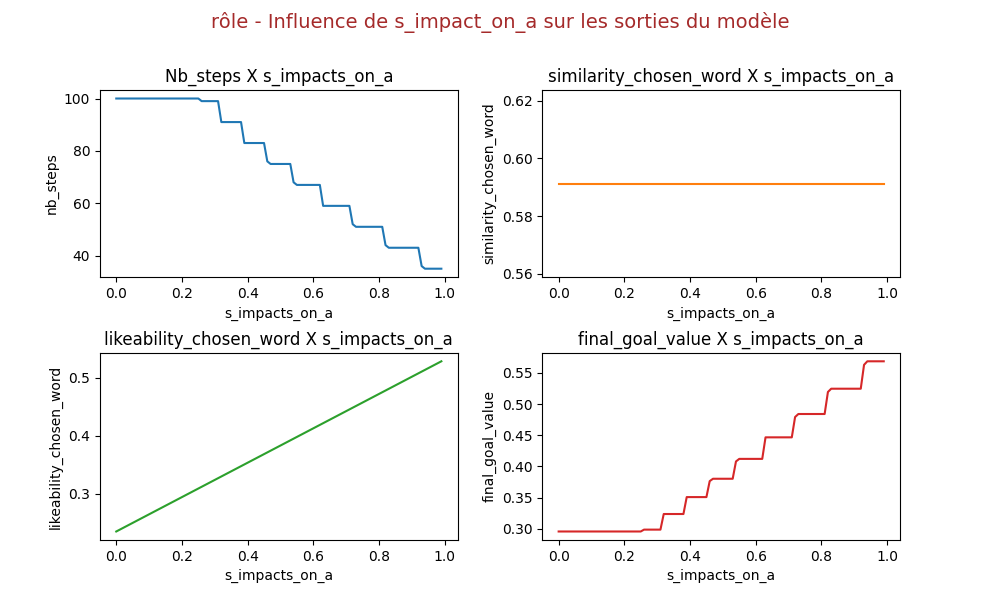 rôle - Influence de s_impact_on_a sur les sorties du modèle
Nb_steps X s_impacts_on_a
100
80
60
40
nb_steps
0.0 0.2 0.4 0.6 0.8 1.0
s_impacts_on_a
similarity_chosen_word X s_impacts_on_a
0.62
0.60
0.58
0.56
similarity_chosen_word
0.0 0.2 0.4 0.6 0.8 1.0
s_impacts_on_a
likeability_chosen_word X s_impacts_on_a
0.5
0.4
0.3
likeability_chosen_word
0.0 0.2 0.4 0.6 0.8 1.0
s_impacts_on_a
final_goal_value X s_impacts_on_a
0.55
0.50
0.45
0.40
0.35
0.30
final_goal_value
0.0 0.2 0.4 0.6 0.8 1.0
s_impacts_on_a